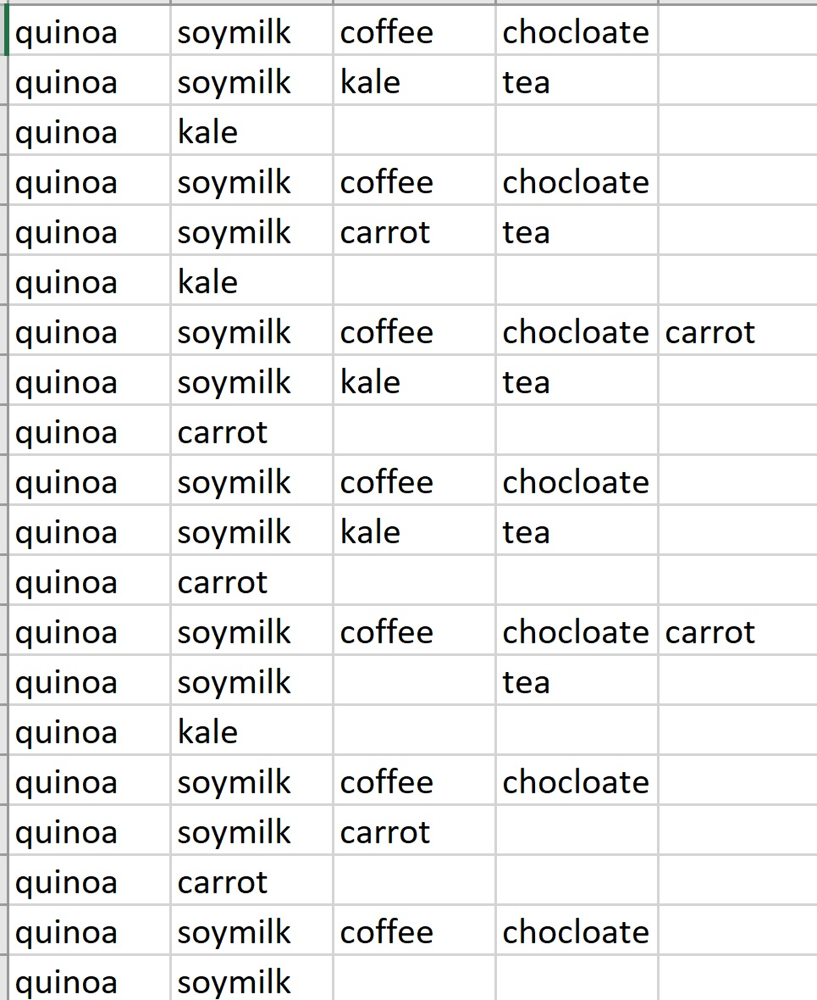 quinoa soymilk coffee chocloate
quinoa soymilk kale tea
quinoa kale
quinoa soymilk coffee chocloate
quinoa soymilk carrot tea
quinoa kale
quinoa soymilk coffee chocloate carrot
quinoa soymilk kale tea
quinoa carrot
quinoa soymilk coffee chocloate
quinoa soymilk kale tea
quinoa carrot
quinoa soymilk coffee chocloate carrot
quinoa soymilk tea
quinoa kale
quinoa soymilk coffee chocloate
quinoa soymilk carrot
quinoa carrot
quinoa soymilk coffee chocloate
quinoa soymilk